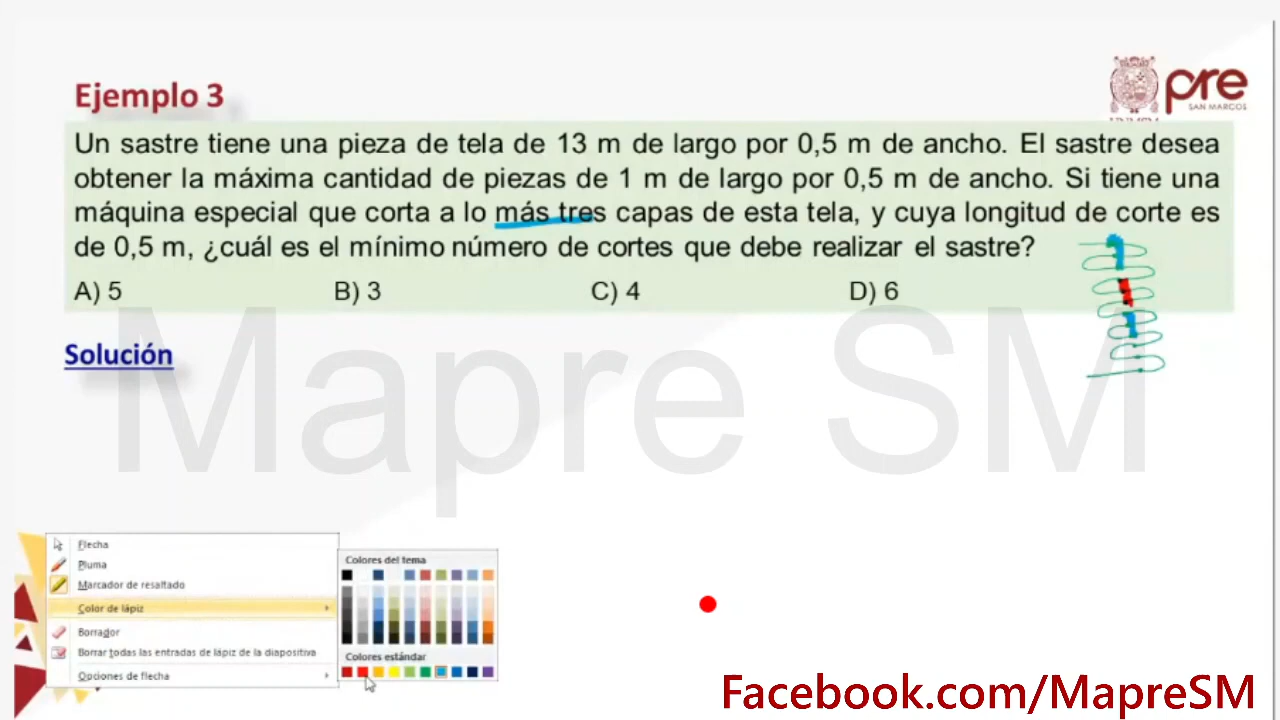 Ejemplo 3
pre
SAN MARCOS
Un sastre tiene una pieza de tela de 13 m de largo por 0,5 m de ancho. El sastre desea
obtener la máxima cantidad de piezas de 1 m de largo por 0,5 m de ancho. Si tiene una
máquina especial que corta a lo más tres capas de esta tela, y cuya longitud de corte es
de 0,5 m, ¿cuál es el mínimo número de cortes que debe realizar el sastre?
A) 5 B) 3 C) 4 D) 6
Solución
Mapre SM
Flecha
Pluma
Marcador de resaltado
Color de lápiz
Borrador
Borrar todas las entradas de lápiz de la diapositiva
Opciones de flecha
Colores del tema
Colores estándar
Facebook.com/MapreSM